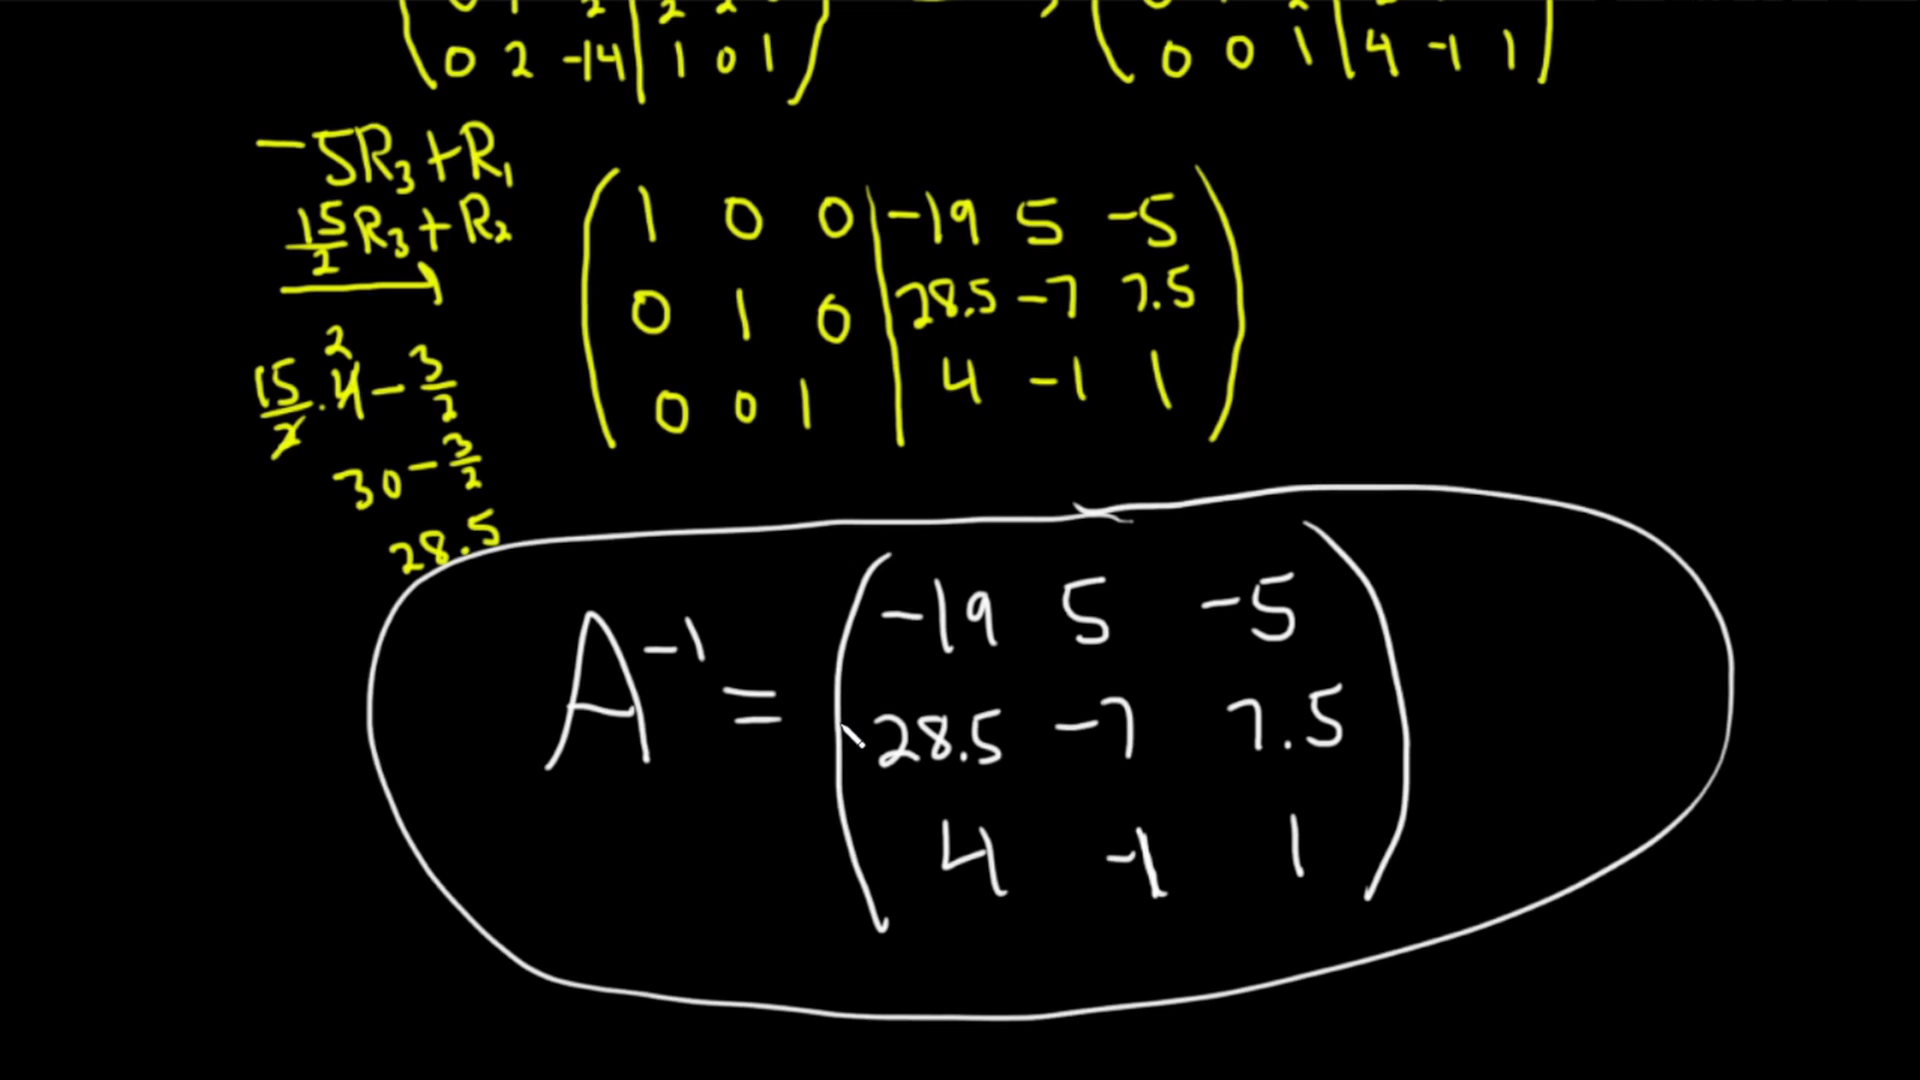 0 2 -14 | 1 0 1
0 0 1 | 4 -1 1
-5R₃+R₁
15/2 R₃+R₂
1 0 0 | -19 5 -5
0 1 0 | 28.5 -7 7.5
0 0 1 | 4 -1 1
15/2 · 4 - 3/2
2
30 - 3/2
28.5
A⁻¹ =
-19 5 -5
28.5 -7 7.5
4 -1 1